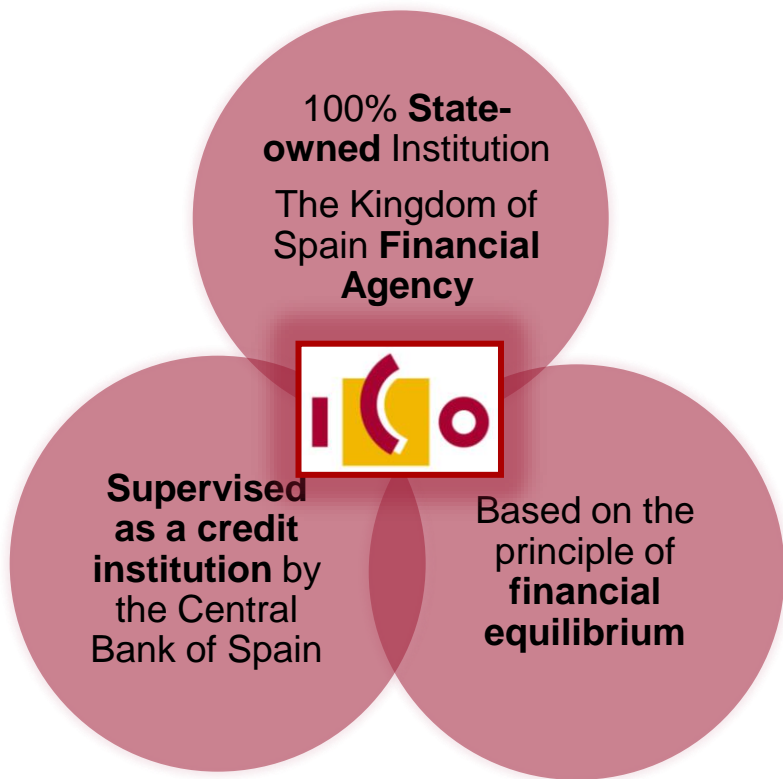 100% State-
owned Institution
The Kingdom of
Spain Financial
Agency
ICO
Supervised
as a credit
institution by
the Central
Bank of Spain
Based on the
principle of
financial
equilibrium